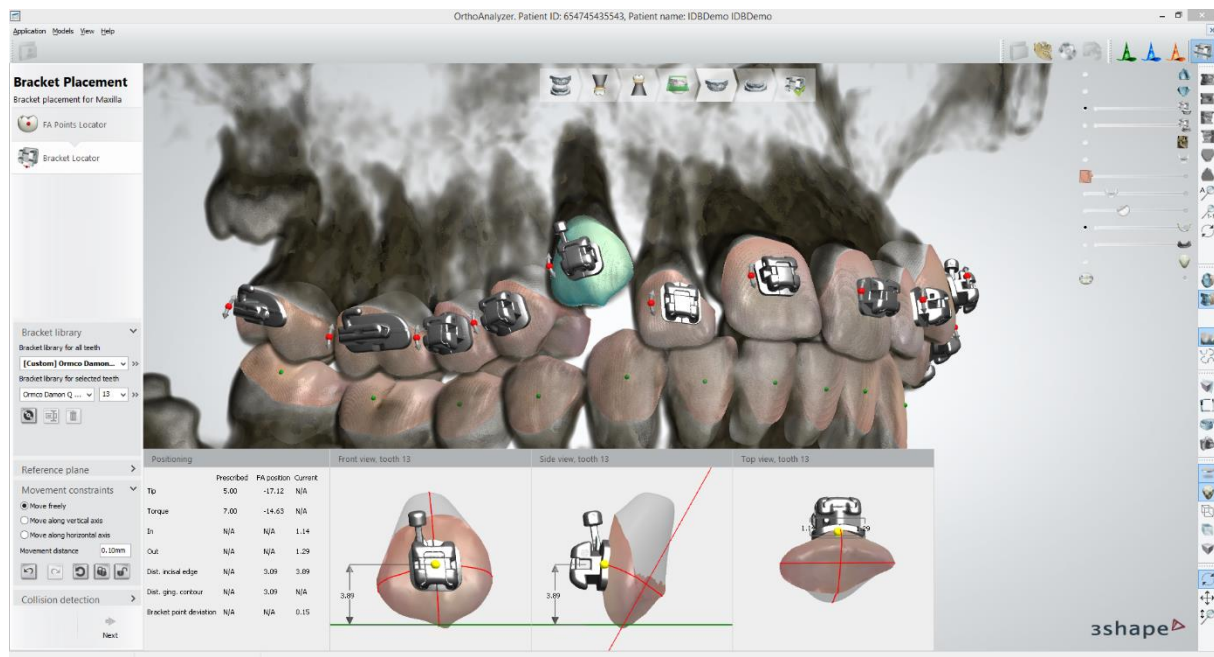 OrthoAnalyzer. Patient ID: 654745435543, Patient name: IDBDemo IDBDemo
Application Models View Help
Bracket Placement
Bracket placement for Maxilla
FA Points Locator
Bracket Locator
Bracket library
Bracket library for all teeth
[Custom] Ormco Damon...
Bracket library for selected teeth
Ormco Damon Q ... 13
Reference plane
Movement constraints
Move freely
Move along vertical axis
Move along horizontal axis
Movement distance 0.10mm
Collision detection
Next
Positioning
Prescribed FA position Current
Tip 5.00 -17.12 N/A
Torque 7.00 -14.63 N/A
In N/A N/A 1.14
Out N/A N/A 1.29
Dist. incisal edge N/A 3.09 3.89
Dist. ging. contour N/A 3.09 N/A
Bracket point deviation N/A N/A 0.15
Front view, tooth 13
3.89
Side view, tooth 13
3.89
Top view, tooth 13
3shape